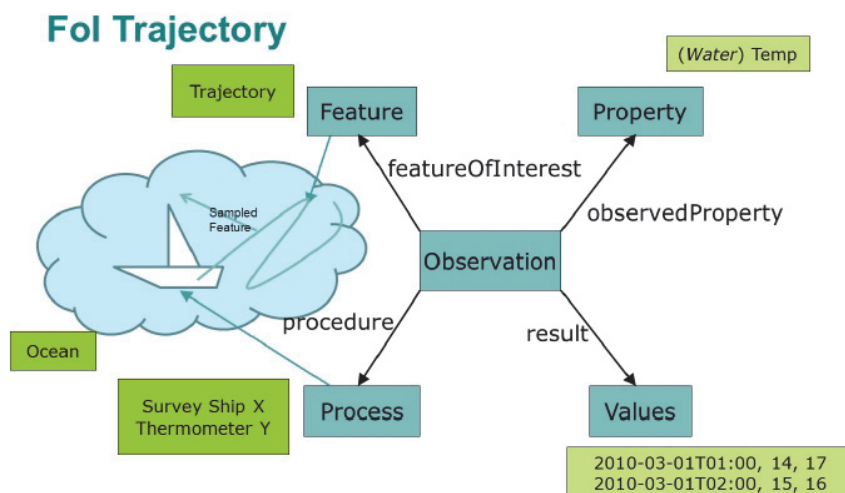 FoI Trajectory
(Water) Temp
Trajectory
Feature
Property
featureOfInterest
Sampled
Feature
observedProperty
Observation
procedure
result
Ocean
Survey Ship X
Thermometer Y
Process
Values
2010-03-01T01:00, 14, 17
2010-03-01T02:00, 15, 16